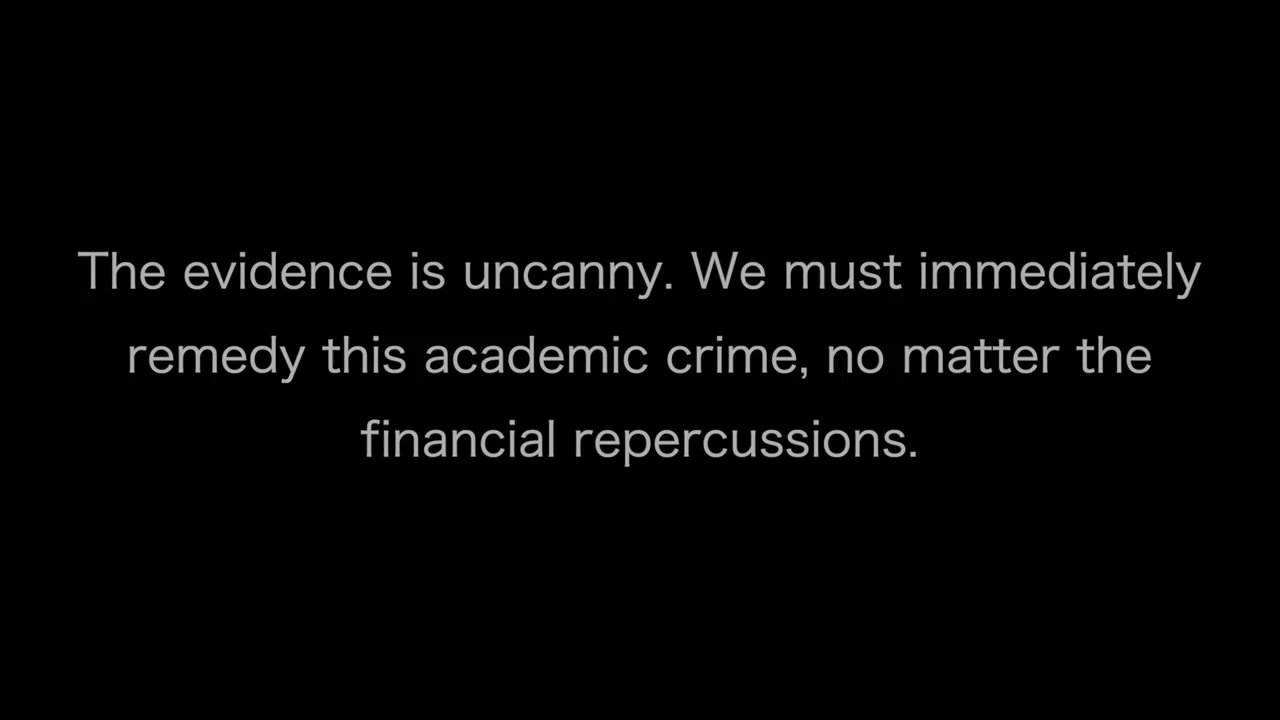 The evidence is uncanny. We must immediately
remedy this academic crime, no matter the
financial repercussions.